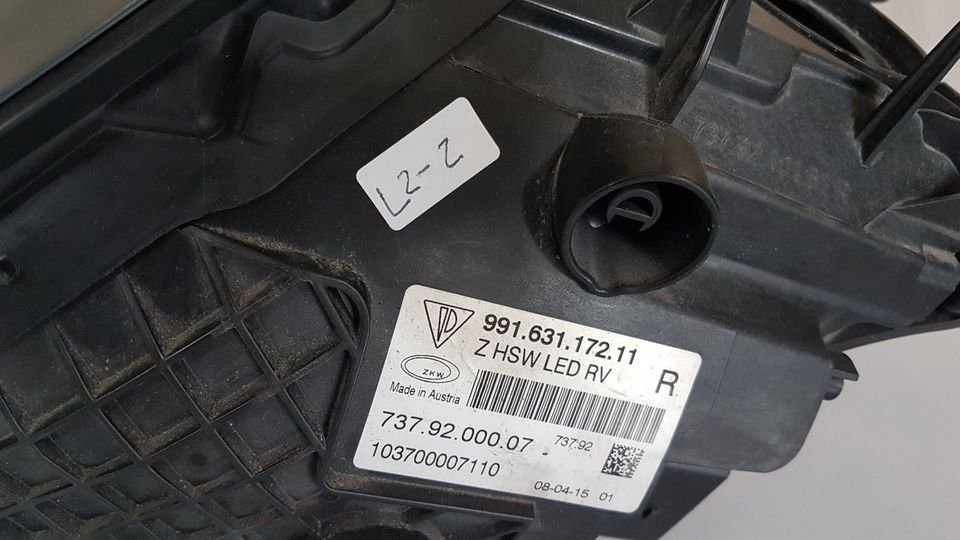 L2-2
991.631.172.11
Z HSW LED RV
R
ZKW
Made in Austria
737.92.000.07
737.92
103700007110
08-04-15 01